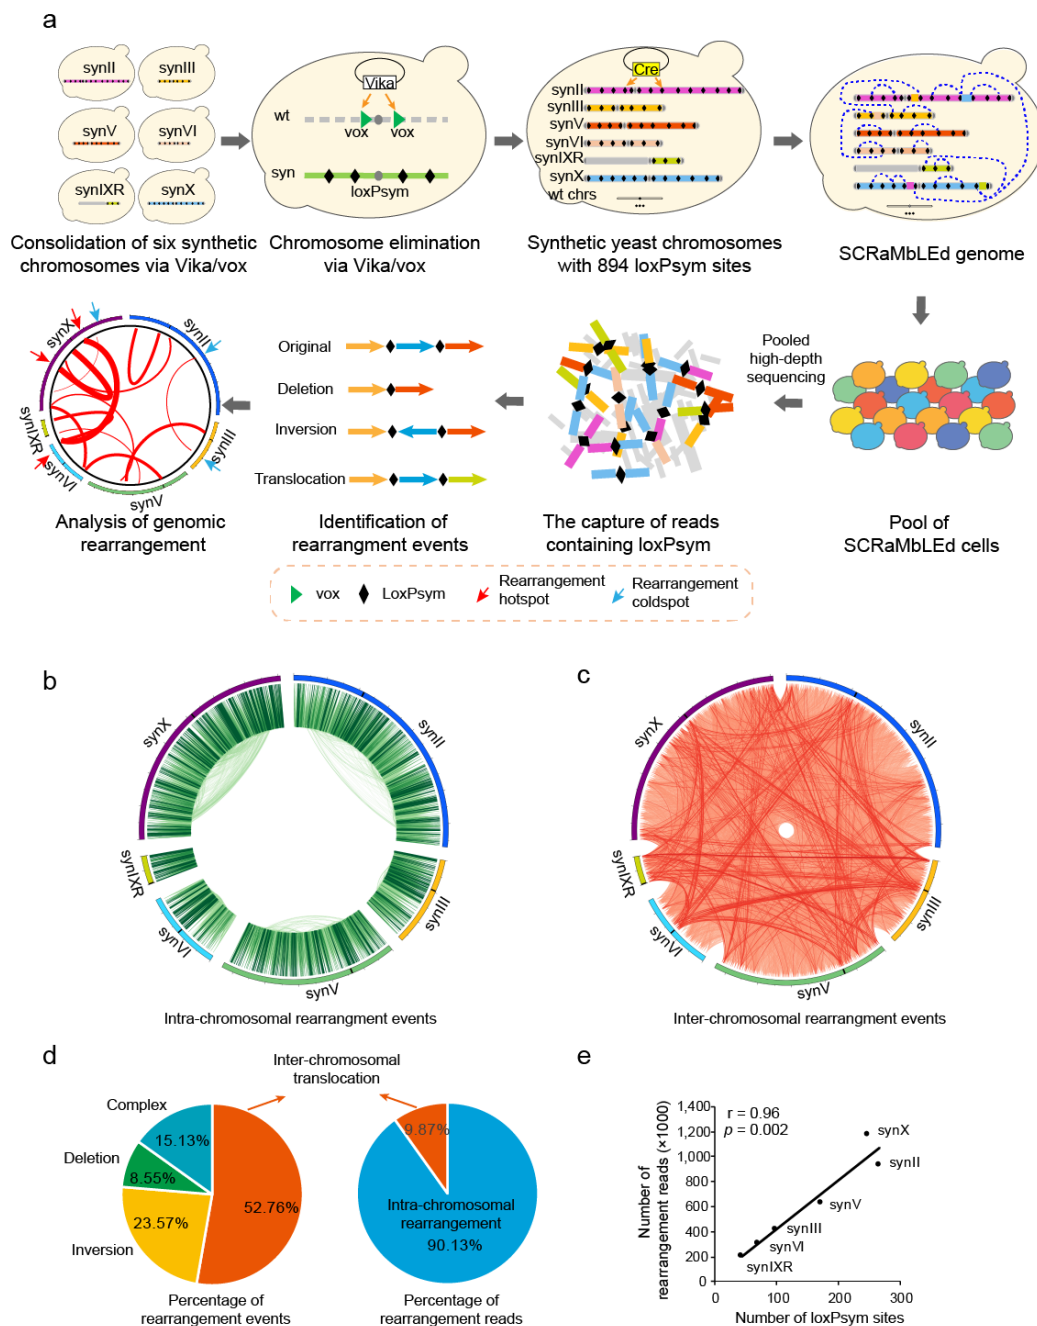 a
synII
synIII
synV
synVI
synIXR
synX
Consolidation of six synthetic
chromosomes via Vika/vox
Vika
wt
vox
vox
syn
loxPsym
Chromosome elimination
via Vika/vox
Cre
synII
synIII
synV
synVI
synIXR
synX
wt chrs
Synthetic yeast chromosomes
with 894 loxPsym sites
SCRaMbLEd genome
Pooled
high-depth
sequencing
Pool of
SCRaMbLEd cells
The capture of reads
containing loxPsym
Original
Deletion
Inversion
Translocation
Identification of
rearrangment events
synX
synII
synIXR
synVI
synV
synIII
Analysis of genomic
rearrangement
vox
LoxPsym
Rearrangement
hotspot
Rearrangement
coldspot
b
synX
synII
synIXR
synVI
synV
synIII
Intra-chromosomal rearrangment events
c
synX
synII
synIXR
synVI
synV
synIII
Inter-chromosomal rearrangment events
d
Inter-chromosomal
translocation
Complex
15.13%
Deletion
8.55%
52.76%
23.57%
Inversion
Percentage of
rearrangement events
9.87%
Intra-chromosomal
rearrangement
90.13%
Percentage of
rearrangement reads
e
Number of
rearrangement reads (×1000)
1,400
1,200
1,000
800
600
400
200
0
r = 0.96
p = 0.002
synX
synII
synV
synIII
synVI
synIXR
0
100
200
300
Number of loxPsym sites